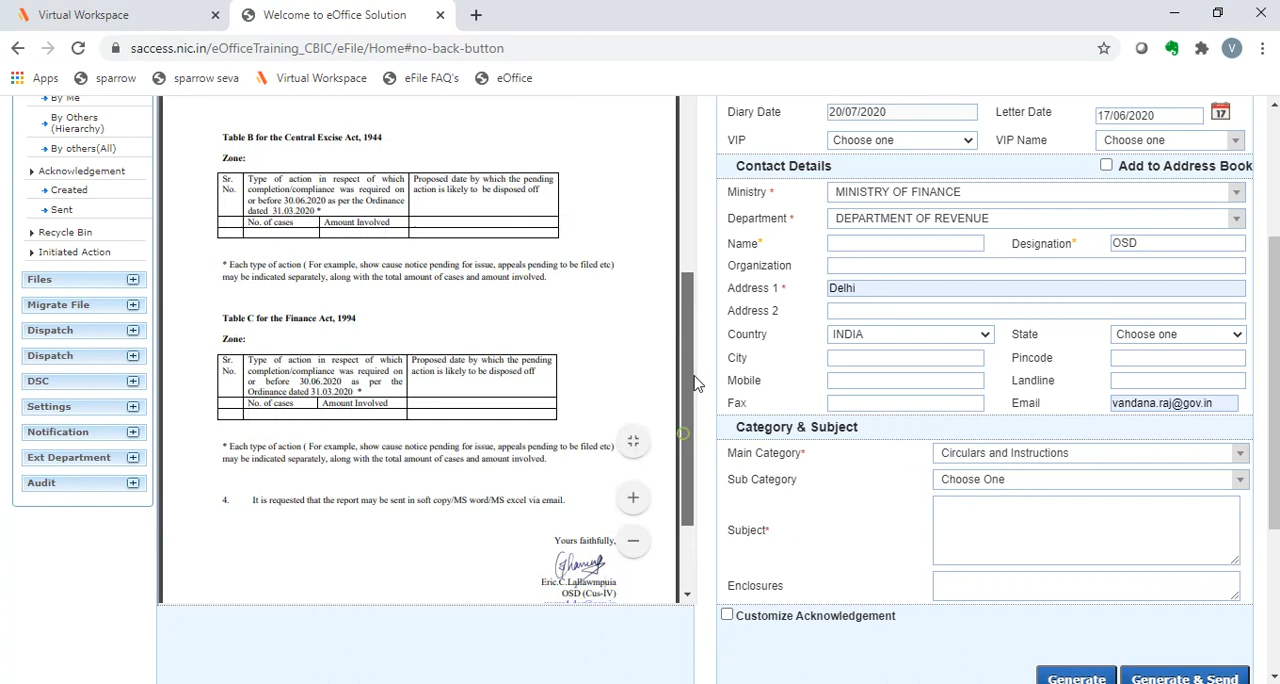 Virtual Workspace
Welcome to eOffice Solution
saccess.nic.in/eOfficeTraining_CBIC/eFile/Home#no-back-button
V
Apps
sparrow
sparrow seva
Virtual Workspace
eFile FAQ's
eOffice
By Me
By Others
(Hierarchy)
By others(All)
Acknowledgement
Created
Sent
Recycle Bin
Initiated Action
Files
Migrate File
Dispatch
Dispatch
DSC
Settings
Notification
Ext Department
Audit
Table B for the Central Excise Act, 1944
Zone:
Sr. No.
Type of action in respect of which completion/compliance was required on or before 30.06.2020 as per the Ordinance dated 31.03.2020 *
Proposed date by which the pending action is likely to be disposed off
No. of cases
Amount Involved
* Each type of action ( For example, show cause notice pending for issue, appeals pending to be filed etc)
may be indicated separately, along with the total amount of cases and amount involved.
Table C for the Finance Act, 1994
Zone:
Sr. No.
Type of action in respect of which completion/compliance was required on or before 30.06.2020 as per the Ordinance dated 31.03.2020 *
Proposed date by which the pending action is likely to be disposed off
No. of cases
Amount Involved
* Each type of action ( For example, show cause notice pending for issue, appeals pending to be filed etc)
may be indicated separately, along with the total amount of cases and amount involved.
4. It is requested that the report may be sent in soft copy/MS word/MS excel via email.
Yours faithfully,
Eric.C.Lallawmpuia
OSD (Cus-IV)
Diary Date 20/07/2020 Letter Date 17/06/2020
17
VIP Choose one VIP Name Choose one
Contact Details Add to Address Book
Ministry * MINISTRY OF FINANCE
Department * DEPARTMENT OF REVENUE
Name* Designation* OSD
Organization
Address 1 * Delhi
Address 2
Country INDIA State Choose one
City Pincode
Mobile Landline
Fax Email vandana.raj@gov.in
Category & Subject
Main Category* Circulars and Instructions
Sub Category Choose One
Subject*
Enclosures
Customize Acknowledgement
Generate Generate & Send